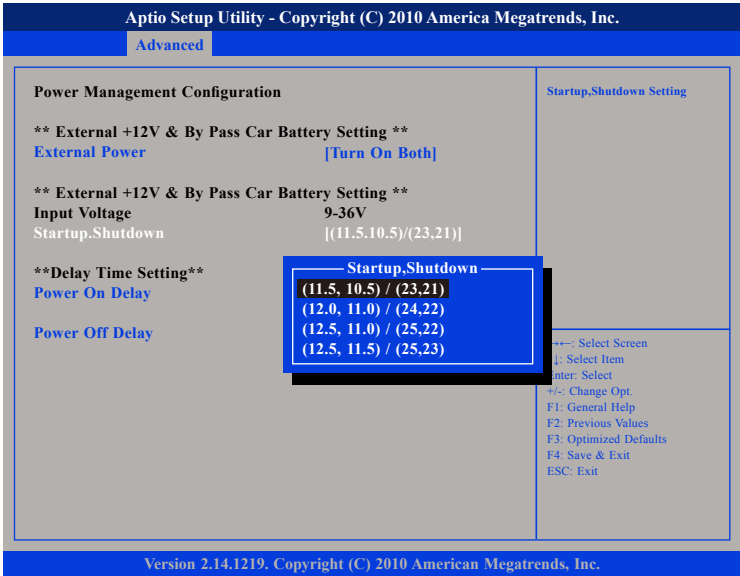 Aptio Setup Utility - Copyright (C) 2010 America Megatrends, Inc.
Advanced
Power Management Configuration
** External +12V & By Pass Car Battery Setting **
External Power [Turn On Both]
** External +12V & By Pass Car Battery Setting **
Input Voltage 9-36V
Startup.Shutdown [(11.5.10.5)/(23,21)]
**Delay Time Setting**
Power On Delay
Power Off Delay
Startup,Shutdown
(11.5, 10.5) / (23,21)
(12.0, 11.0) / (24,22)
(12.5, 11.0) / (25,22)
(12.5, 11.5) / (25,23)
Startup,Shutdown Setting
→←: Select Screen
↓: Select Item
Enter: Select
+/-: Change Opt.
F1: General Help
F2: Previous Values
F3: Optimized Defaults
F4: Save & Exit
ESC: Exit
Version 2.14.1219. Copyright (C) 2010 American Megatrends, Inc.